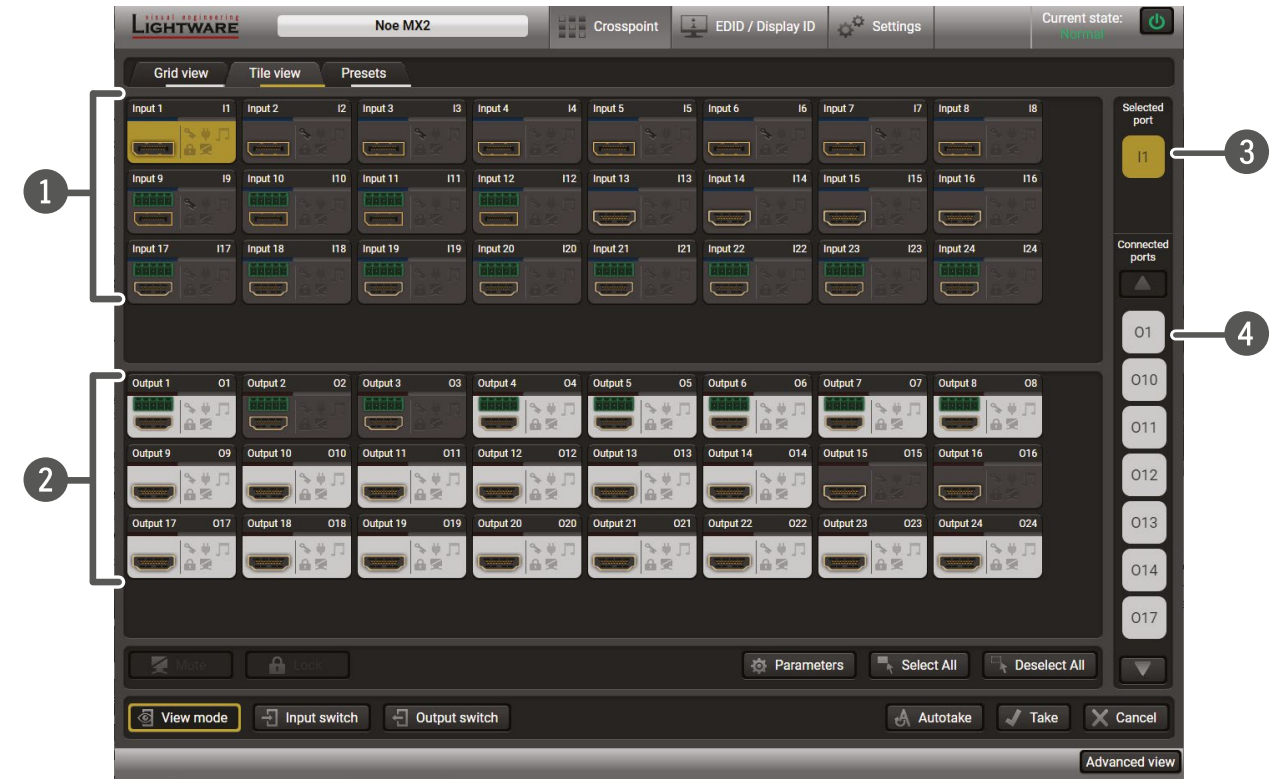 visual engineering
LIGHTWARE
Noe MX2
Crosspoint
EDID / Display ID
Settings
Current state:
Normal
Grid view
Tile view
Presets
1
Input 1 I1
Input 2 I2
Input 3 I3
Input 4 I4
Input 5 I5
Input 6 I6
Input 7 I7
Input 8 I8
Input 9 I9
Input 10 I10
Input 11 I11
Input 12 I12
Input 13 I13
Input 14 I14
Input 15 I15
Input 16 I16
Input 17 I17
Input 18 I18
Input 19 I19
Input 20 I20
Input 21 I21
Input 22 I22
Input 23 I23
Input 24 I24
Selected
port
I1
3
Connected
ports
O1
4
O10
O11
O12
O13
O14
O17
2
Output 1 O1
Output 2 O2
Output 3 O3
Output 4 O4
Output 5 O5
Output 6 O6
Output 7 O7
Output 8 O8
Output 9 O9
Output 10 O10
Output 11 O11
Output 12 O12
Output 13 O13
Output 14 O14
Output 15 O15
Output 16 O16
Output 17 O17
Output 18 O18
Output 19 O19
Output 20 O20
Output 21 O21
Output 22 O22
Output 23 O23
Output 24 O24
Mute
Lock
Parameters
Select All
Deselect All
View mode
Input switch
Output switch
Autotake
Take
Cancel
Advanced view